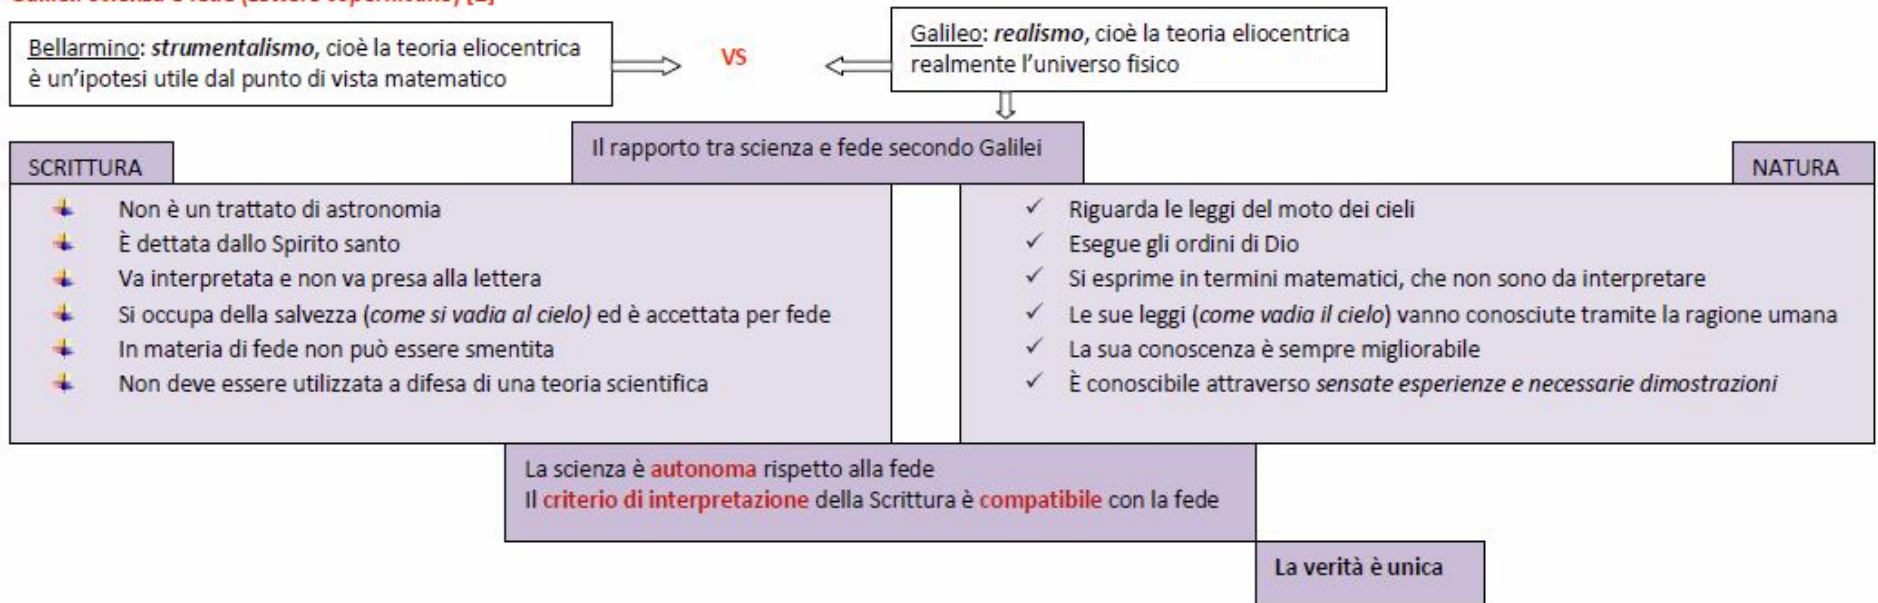 Bellarmino: strumentalismo, cioè la teoria eliocentrica
è un'ipotesi utile dal punto di vista matematico
VS
Galileo: realismo, cioè la teoria eliocentrica
realmente l'universo fisico
Il rapporto tra scienza e fede secondo Galilei
SCRITTURA
Non è un trattato di astronomia
È dettata dallo Spirito santo
Va interpretata e non va presa alla lettera
Si occupa della salvezza (come si vadia al cielo) ed è accettata per fede
In materia di fede non può essere smentita
Non deve essere utilizzata a difesa di una teoria scientifica
NATURA
Riguarda le leggi del moto dei cieli
Esegue gli ordini di Dio
Si esprime in termini matematici, che non sono da interpretare
Le sue leggi (come vadia il cielo) vanno conosciute tramite la ragione umana
La sua conoscenza è sempre migliorabile
È conoscibile attraverso sensate esperienze e necessarie dimostrazioni
La scienza è autonoma rispetto alla fede
Il criterio di interpretazione della Scrittura è compatibile con la fede
La verità è unica